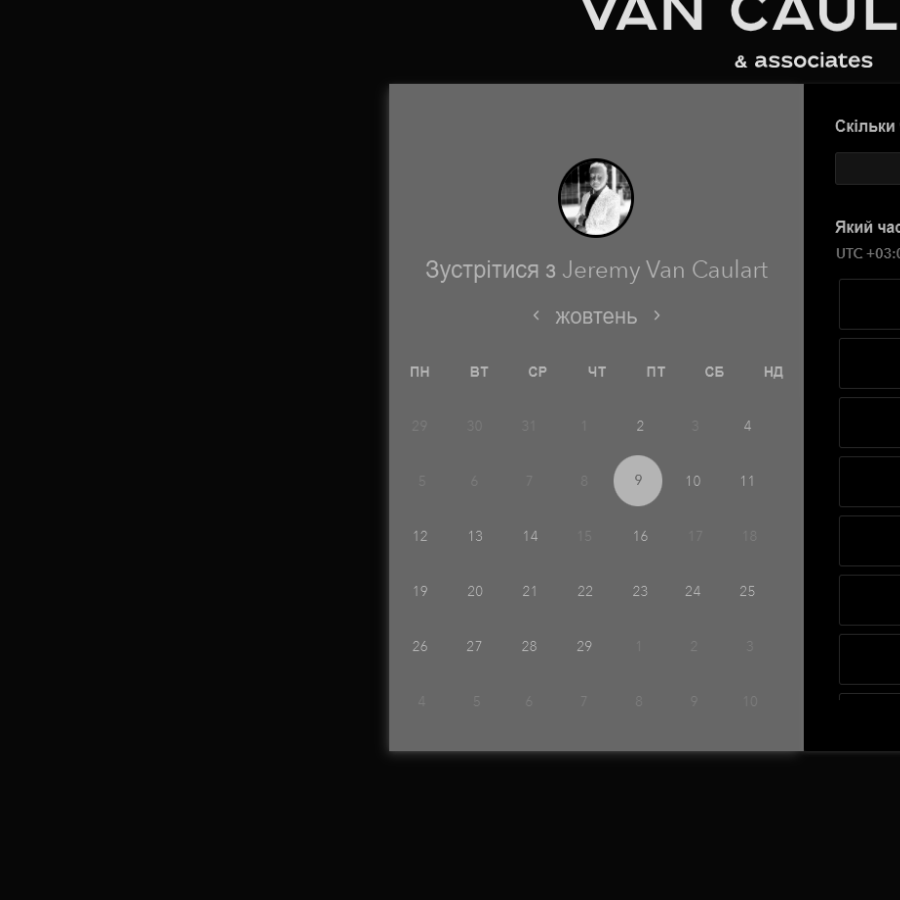 VAN CAUL
& associates
Зустрітися з Jeremy Van Caulart
‹ жовтень ›
ПН ВТ СР ЧТ ПТ СБ НД
29 30 31 1 2 3 4
5 6 7 8 9 10 11
12 13 14 15 16 17 18
19 20 21 22 23 24 25
26 27 28 29 1 2 3
4 5 6 7 8 9 10
Скільки
Який час
UTC +03:0